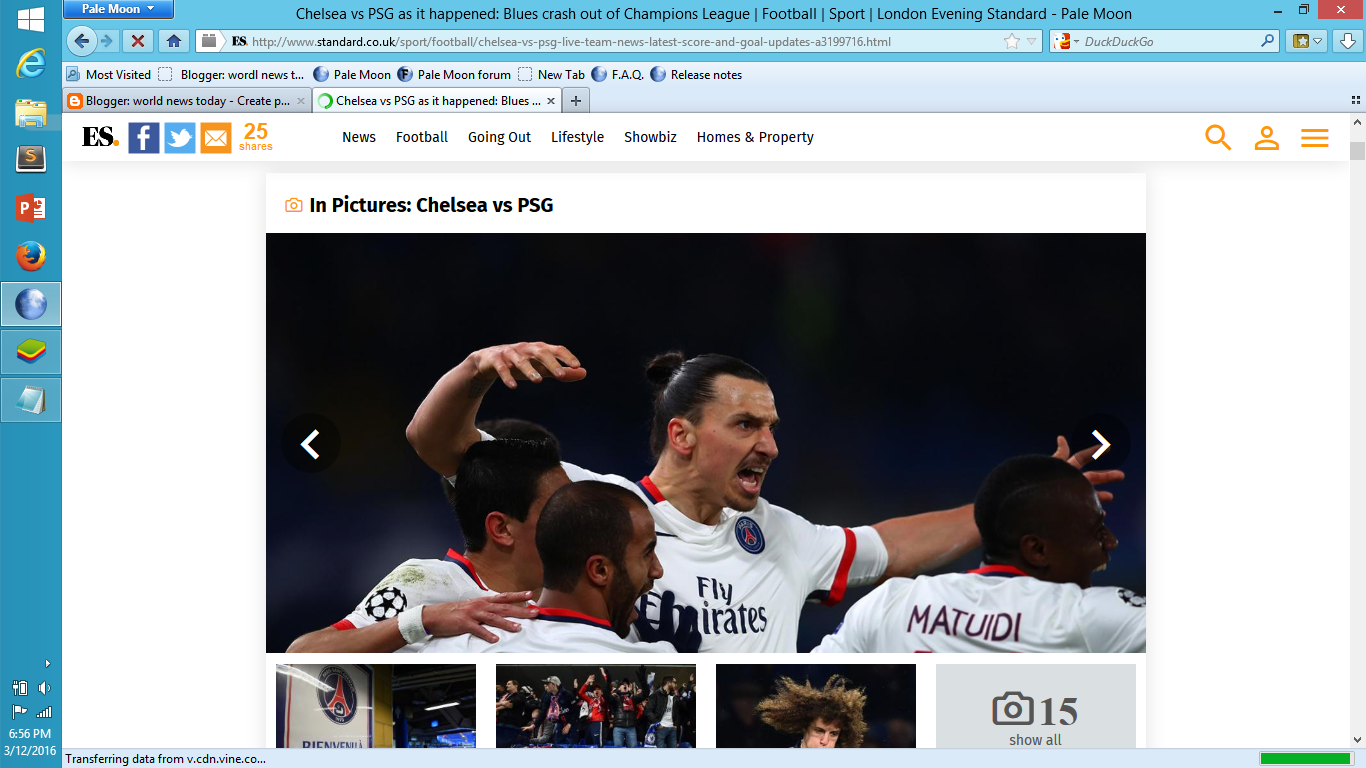 Pale Moon
Chelsea vs PSG as it happened: Blues crash out of Champions League | Football | Sport | London Evening Standard - Pale Moon
ES. http://www.standard.co.uk/sport/football/chelsea-vs-psg-live-team-news-latest-score-and-goal-updates-a3199716.html
DuckDuckGo
Most Visited Blogger: wordl news t... Pale Moon Pale Moon forum New Tab F.A.Q. Release notes
Blogger: world news today - Create p... Chelsea vs PSG as it happened: Blues ...
ES. 25 shares News Football Going Out Lifestyle Showbiz Homes & Property
In Pictures: Chelsea vs PSG
PARIS
Fly
Emirates
MATUIDI
BIENVENU À
15
show all
6:56 PM
3/12/2016
Transferring data from v.cdn.vine.co...